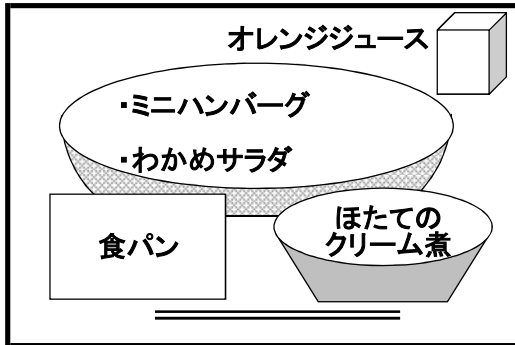 オレンジジュース
・ミニハンバーグ
・わかめサラダ
食パン
ほたての
クリーム煮